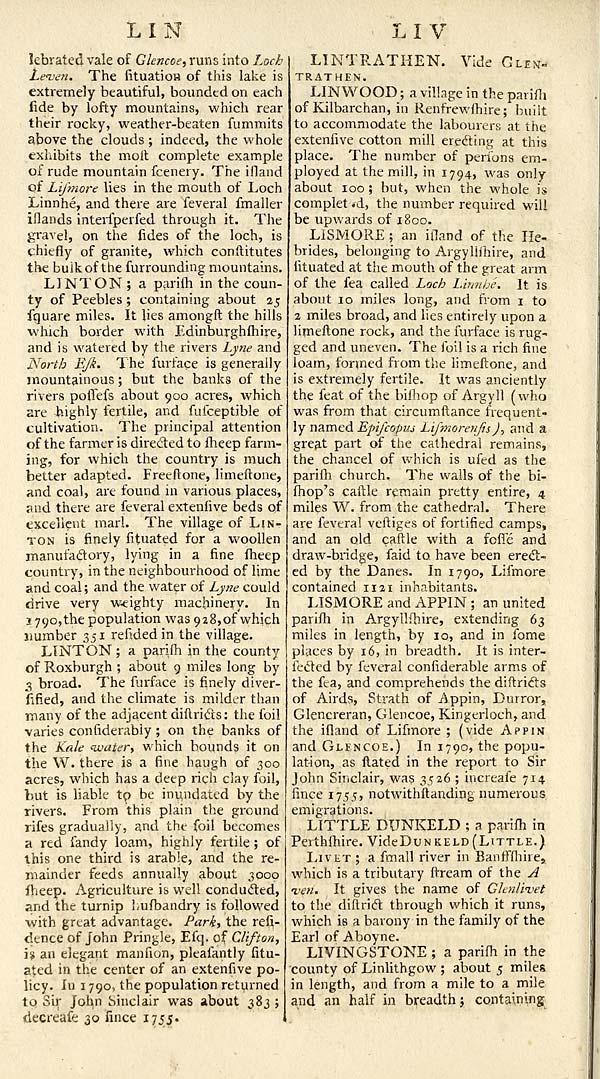 LIN
lebrated vale of Glencoe, runs into Loch
Leven. The ſituation of this lake is
extremely beautiful, bounded on each
ſide by lofty mountains, which rear
their rocky, weather-beaten ſummits
above the clouds; indeed, the whole
exhibits the moſt complete example
of rude mountain ſcenery. The iſland
of Liſmore lies in the mouth of Loch
Linnhé, and there are ſeveral ſmaller
iſlands interſperſed through it. The
gravel, on the ſides of the loch, is
chiefly of granite, which conſtitutes
the bulk of the ſurrounding mountains.
LINTON; a pariſh in the coun-
ty of Peebles; containing about 25
ſquare miles. It lies amongſt the hills
which border with Edinburghſhire,
and is watered by the rivers Lyne and
North Eſk. The ſurface is generally
mountainous; but the banks of the
rivers poſſeſs about 900 acres, which
are highly fertile, and ſuſceptible of
cultivation. The principal attention
of the farmer is directed to ſheep farm-
ing, for which the country is much
better adapted. Freeſtone, limeſtone,
and coal, are found in various places,
and there are ſeveral extenſive beds of
excellent marl. The village of LIN-
TON is finely ſituated for a woollen
manufactory, lying in a fine ſheep
country, in the neighbourhood of lime
and coal; and the water of Lyne could
drive very weighty machinery. In
1790, the population was 928, of which
number 351 reſided in the village.
LINTON; a pariſh in the county
of Roxburgh; about 9 miles long by
3 broad. The ſurface is finely diver-
ſified, and the climate is milder than
many of the adjacent diſtricts: the ſoil
varies conſiderably; on the banks of
the Kale water, which bounds it on
the W. there is a fine haugh of 300
acres, which has a deep rich clay ſoil,
but is liable to be inundated by the
rivers. From this plain the ground
riſes gradually, and the ſoil becomes
a red ſandy loam, highly fertile; of
this one third is arable, and the re-
mainder feeds annually about 3000
ſheep. Agriculture is well conducted,
and the turnip huſbandry is followed
with great advantage. Park, the reſi-
dence of John Pringle, Eſq. of Clifton,
is an elegant manſion, pleaſantly ſitu-
ated in the center of an extenſive po-
licy. In 1790, the population returned
to Sir John Sinclair was about 383;
decreaſe 30 ſince 1755.
LIV
LINTRATHEN. Vide GLEN-
TRATHEN.
LINWOOD; a village in the pariſh
of Kilbarchan, in Renfrewſhire; built
to accommodate the labourers at the
extenſive cotton mill erecting at this
place. The number of perſons em-
ployed at the mill, in 1794, was only
about 100; but, when the whole is
completed, the number required will
be upwards of 1800.
LISMORE; an iſland of the He-
brides, belonging to Argyllſhire, and
ſituated at the mouth of the great arm
of the ſea called Loch Linnhé. It is
about 10 miles long, and from 1 to
2 miles broad, and lies entirely upon a
limeſtone rock, and the ſurface is rug-
ged and uneven. The ſoil is a rich fine
loam, formed from the limeſtone, and
is extremely fertile. It was anciently
the ſeat of the biſhop of Argyll (who
was from that circumſtance frequent-
ly named Epiſcopus Liſmorenſis), and a
great part of the cathedral remains,
the chancel of which is uſed as the
pariſh church. The walls of the bi-
ſhop's caſtle remain pretty entire, 4
miles W. from the cathedral. There
are ſeveral veſtiges of fortified camps,
and an old caſtle with a foſſé and
draw-bridge, ſaid to have been erect-
ed by the Danes. In 1790, Liſmore
contained 1121 inhabitants.
LISMORE and APPIN; an united
pariſh in Argyllſhire, extending 63
miles in length, by 10, and in ſome
places by 16, in breadth. It is inter-
ſected by ſeveral conſiderable arms of
the ſea, and comprehends the diſtricts
of Airds, Strath of Appin, Durror,
Glencreran, Glencoe, Kingerloch, and
the iſland of Liſmore; (vide APPIN
and GLENCOE.) In 1790, the popu-
lation, as ſtated in the report to Sir
John Sinclair, was 3526; increaſe 714
ſince 1755, notwithſtanding numerous
emigrations.
LITTLE DUNKELD; a pariſh in
Perthſhire. Vide DUNKELD (LITTLE.)
LIVET; a ſmall river in Banffſhire,
which is a tributary ſtream of the A
ven. It gives the name of Glenlivet
to the diſtrict through which it runs,
which is a barony in the family of the
Earl of Aboyne.
LIVINGSTONE; a pariſh in the
county of Linlithgow; about 5 miles
in length, and from a mile to a mile
and an half in breadth; containing